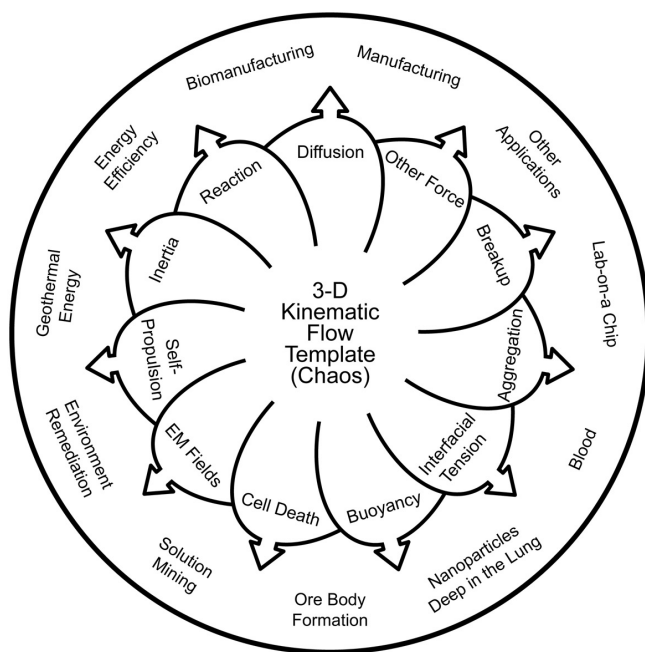 Manufacturing
Other
Applications
Lab-on-a Chip
Blood
Nanoparticles
Deep in the Lung
Ore Body
Formation
Solution
Mining
Environment
Remediation
Geothermal
Energy
Energy
Efficiency
Biomanufacturing
Diffusion
Other Force
Breakup
Aggregation
Interfacial
Tension
Buoyancy
Cell Death
EM Fields
Self-
Propulsion
Inertia
Reaction
3-D
Kinematic
Flow
Template
(Chaos)